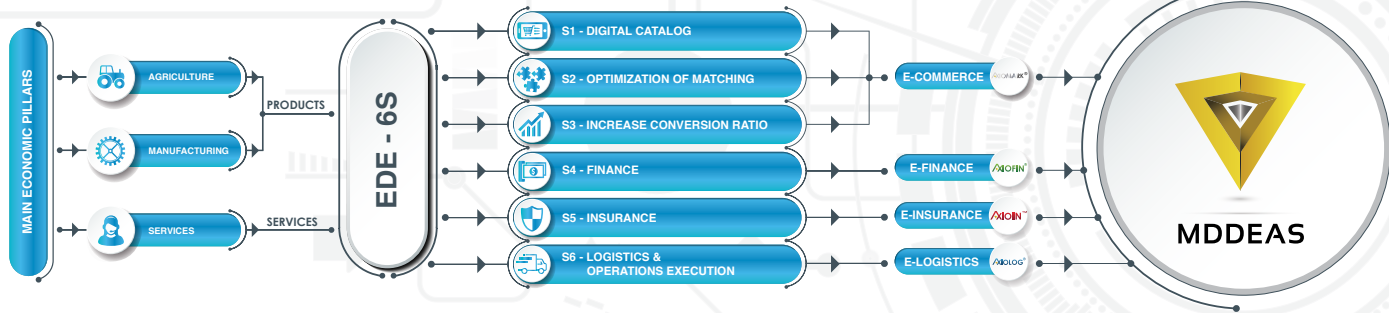 MAIN ECONOMIC PILLARS
AGRICULTURE
MANUFACTURING
SERVICES
PRODUCTS
SERVICES
EDE - 6S
S1 - DIGITAL CATALOG
S2 - OPTIMIZATION OF MATCHING
S3 - INCREASE CONVERSION RATIO
S4 - FINANCE
S5 - INSURANCE
S6 - LOGISTICS &
OPERATIONS EXECUTION
E-COMMERCE
E-FINANCE AXIOFIN®
E-INSURANCE AXIOIN™
E-LOGISTICS AXIOLOG®
MDDEAS